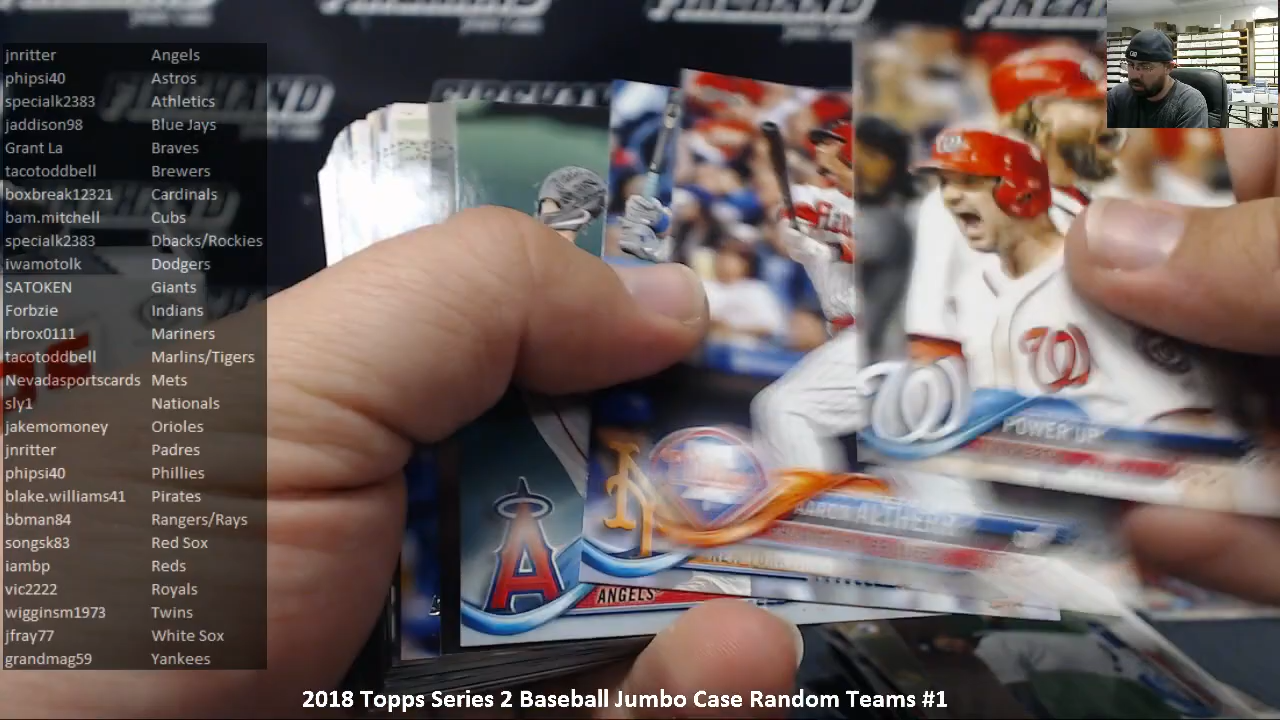 jnritter Angels
phipsi40 Astros
specialk2383 Athletics
jaddison98 Blue Jays
Grant La Braves
tacotoddbell Brewers
boxbreak12321 Cardinals
bam.mitchell Cubs
specialk2383 Dbacks/Rockies
iwamotolk Dodgers
SATOKEN Giants
Forbzie Indians
rbrox0111 Mariners
tacotoddbell Marlins/Tigers
Nevadasportscards Mets
sly1 Nationals
jakemomoney Orioles
jnritter Padres
phipsi40 Phillies
blake.williams41 Pirates
bbman84 Rangers/Rays
songsk83 Red Sox
iambp Reds
vic2222 Royals
wigginsm1973 Twins
jfray77 White Sox
grandmag59 Yankees
POWER UP
AARON ALTHERR
NEW YORK
ANGELS
2018 Topps Series 2 Baseball Jumbo Case Random Teams #1